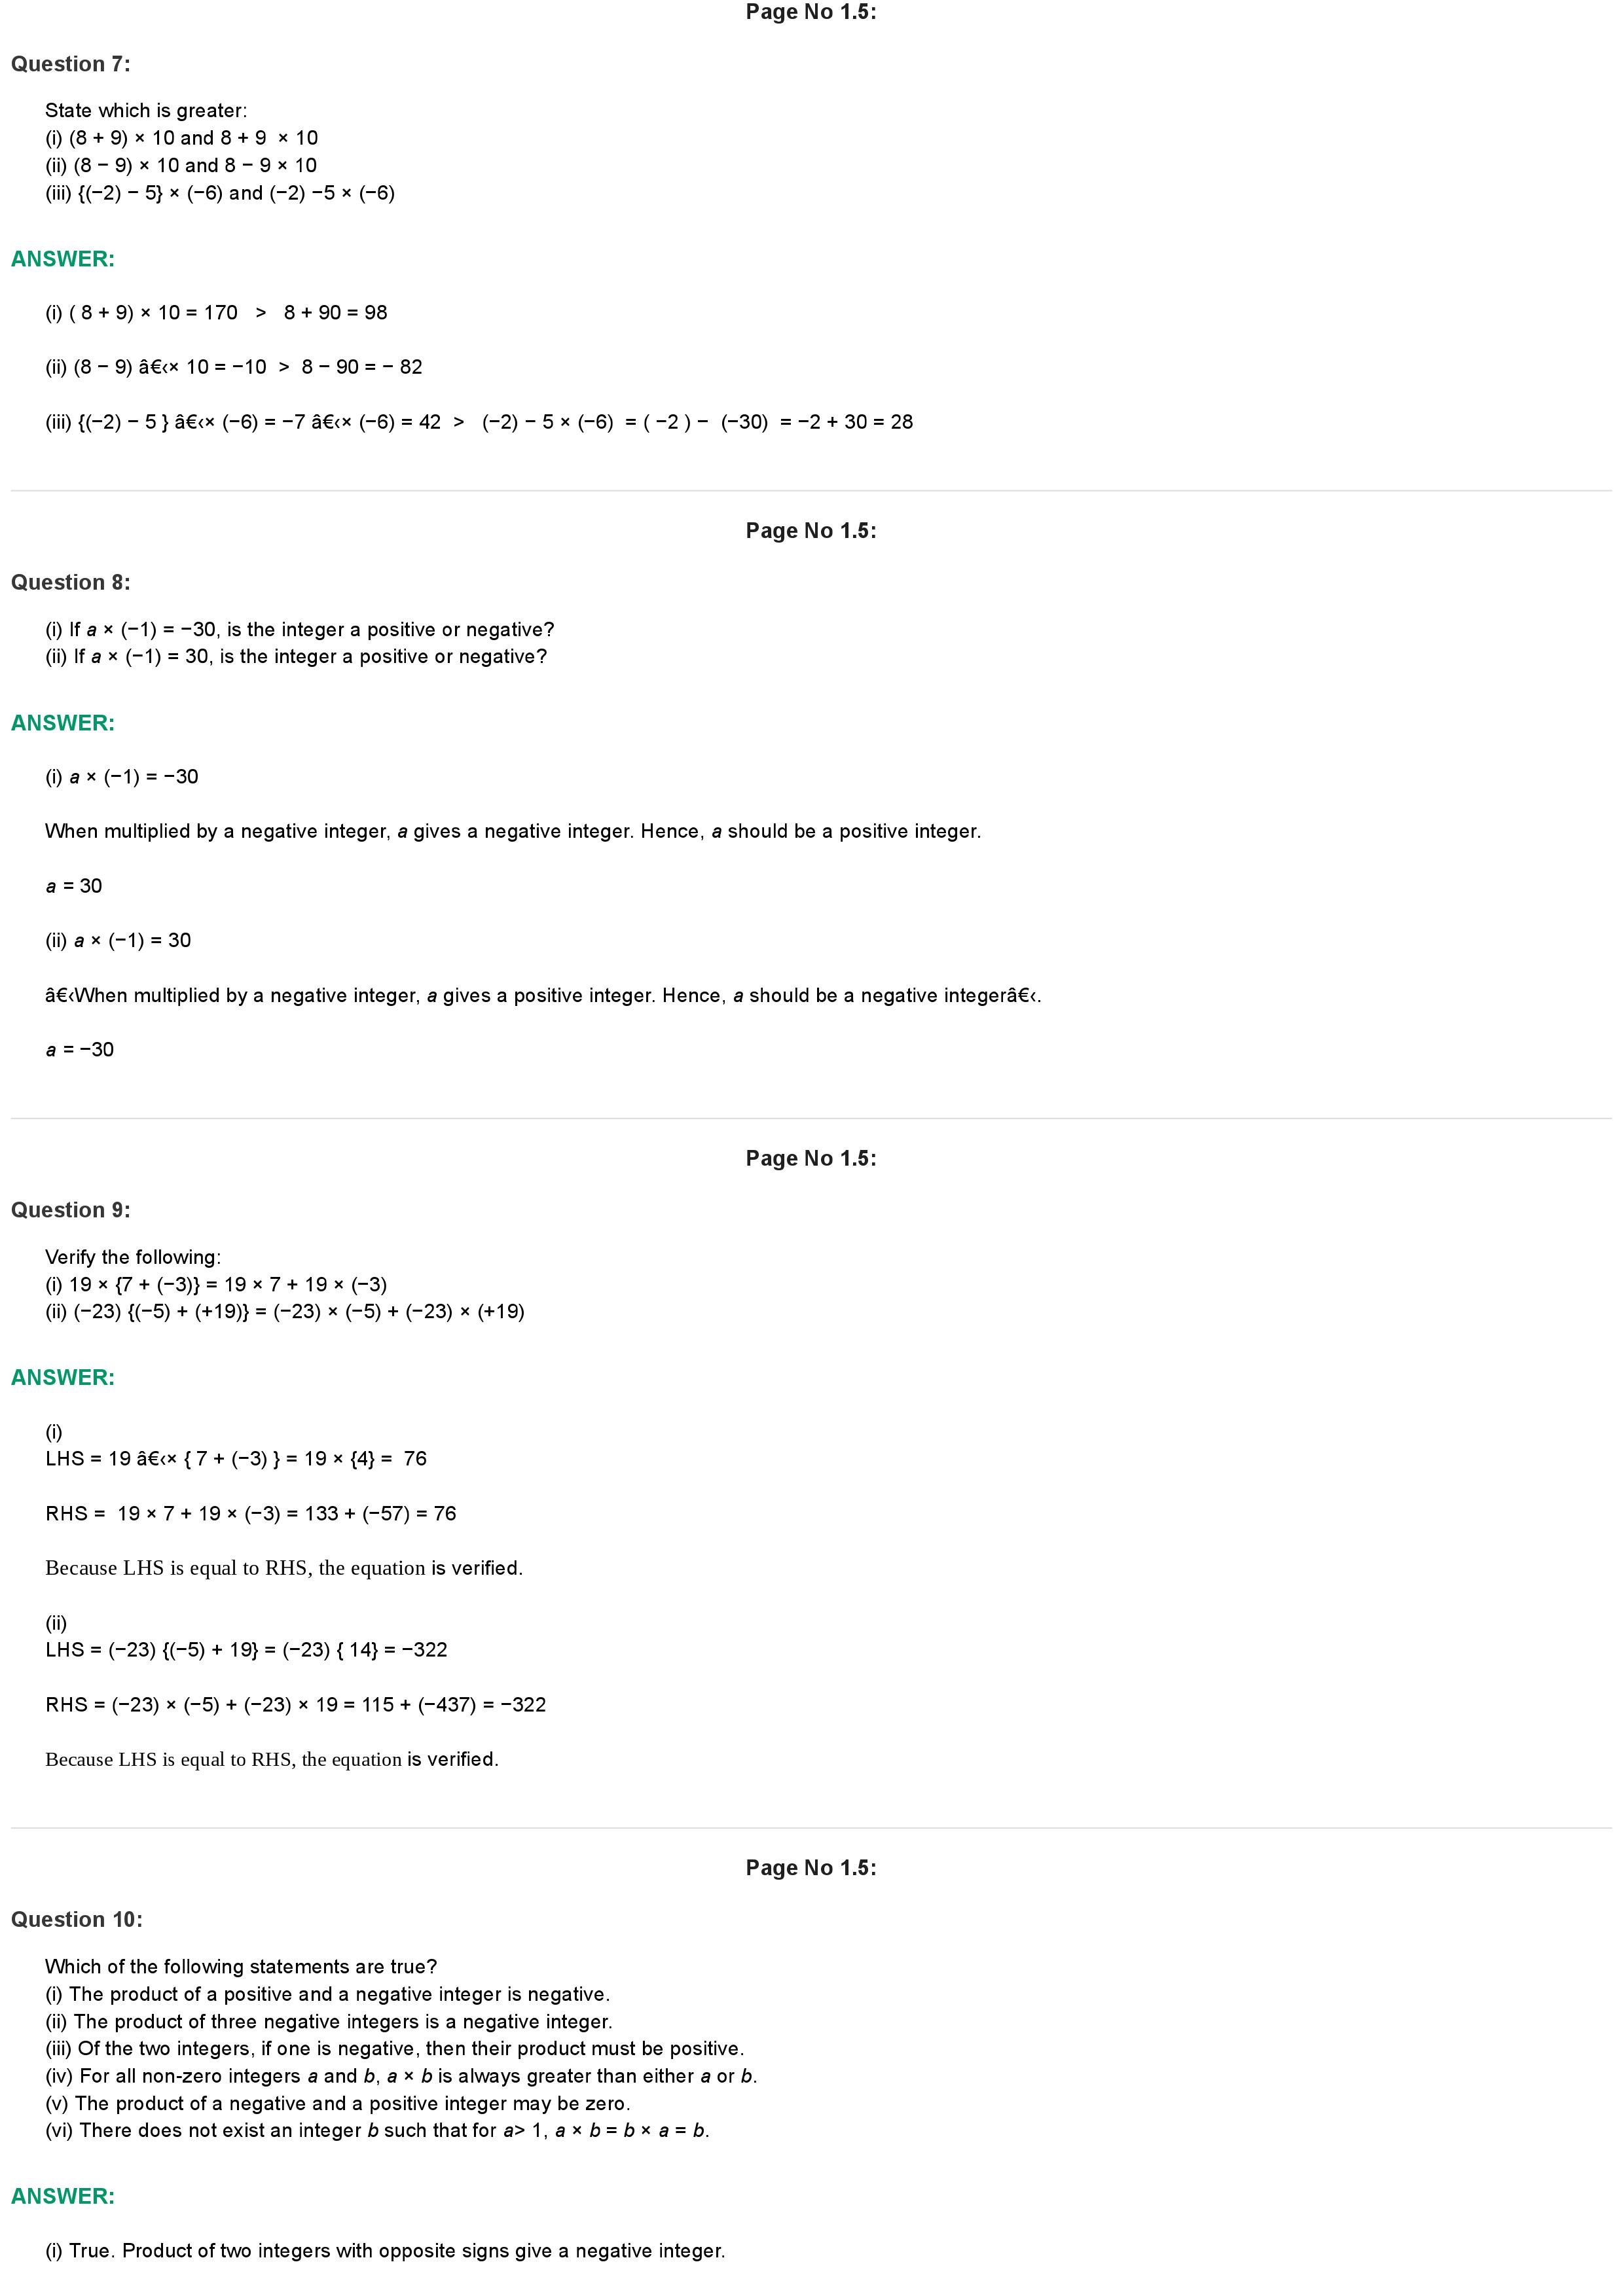 Page No 1.5:
Question 7:
State which is greater:
(i) (8 + 9) × 10 and 8 + 9  × 10
(ii) (8 − 9) × 10 and 8 − 9 × 10
(iii) {(−2) − 5} × (−6) and (−2) −5 × (−6)
ANSWER:
(i) ( 8 + 9) × 10 = 170   >   8 + 90 = 98
(ii) (8 − 9) â€‹× 10 = −10  >  8 − 90 = − 82
(iii) {(−2) − 5 } â€‹× (−6) = −7 â€‹× (−6) = 42  >   (−2) − 5 × (−6)  = ( −2 ) −  (−30)  = −2 + 30 = 28
Page No 1.5:
Question 8:
(i) If a × (−1) = −30, is the integer a positive or negative?
(ii) If a × (−1) = 30, is the integer a positive or negative?
ANSWER:
(i) a × (−1) = −30
When multiplied by a negative integer, a gives a negative integer. Hence, a should be a positive integer.
a = 30
(ii) a × (−1) = 30
â€‹When multiplied by a negative integer, a gives a positive integer. Hence, a should be a negative integerâ€‹.
a = −30
Page No 1.5:
Question 9:
Verify the following:
(i) 19 × {7 + (−3)} = 19 × 7 + 19 × (−3)
(ii) (−23) {(−5) + (+19)} = (−23) × (−5) + (−23) × (+19)
ANSWER:
(i)
LHS = 19 â€‹× { 7 + (−3) } = 19 × {4} =  76
RHS =  19 × 7 + 19 × (−3) = 133 + (−57) = 76
Because LHS is equal to RHS, the equation is verified.
(ii)
LHS = (−23) {(−5) + 19} = (−23) { 14} = −322
RHS = (−23) × (−5) + (−23) × 19 = 115 + (−437) = −322
Because LHS is equal to RHS, the equation is verified.
Page No 1.5:
Question 10:
Which of the following statements are true?
(i) The product of a positive and a negative integer is negative.
(ii) The product of three negative integers is a negative integer.
(iii) Of the two integers, if one is negative, then their product must be positive.
(iv) For all non-zero integers a and b, a × b is always greater than either a or b.
(v) The product of a negative and a positive integer may be zero.
(vi) There does not exist an integer b such that for a> 1, a × b = b × a = b.
ANSWER:
(i) True. Product of two integers with opposite signs give a negative integer.